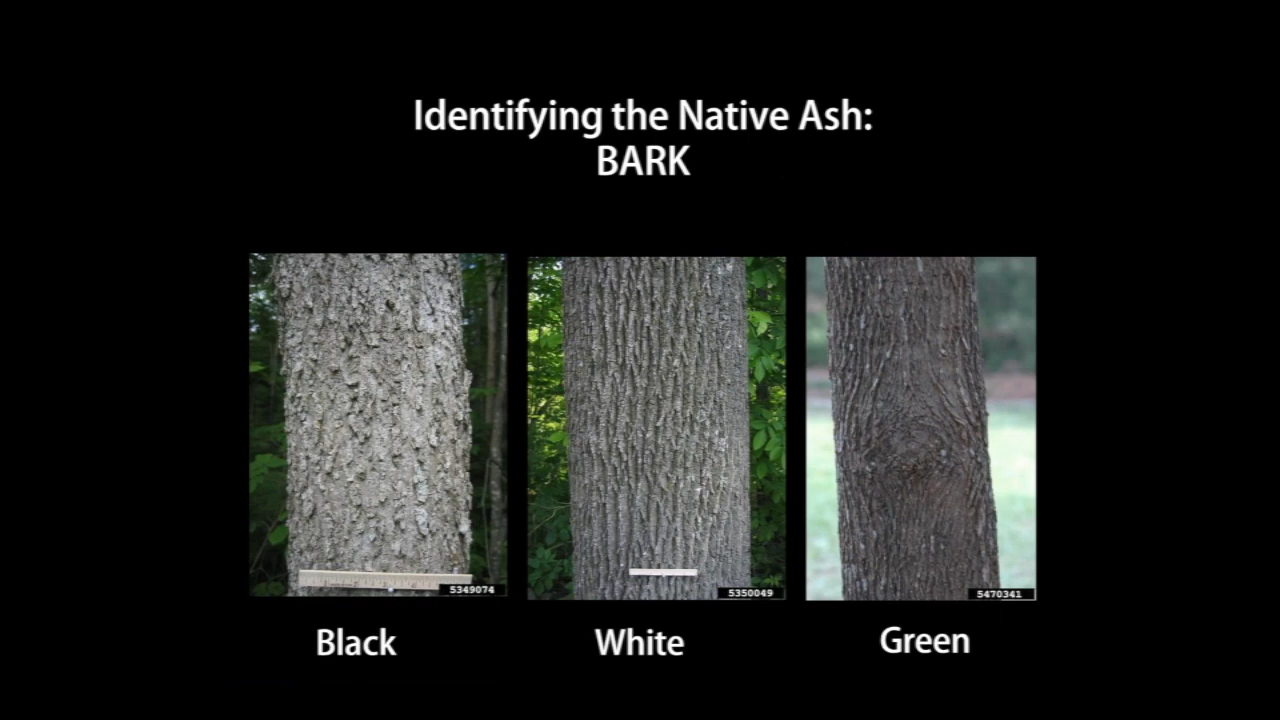 Identifying the Native Ash:
BARK
5349074
5350049
5470341
Black
White
Green